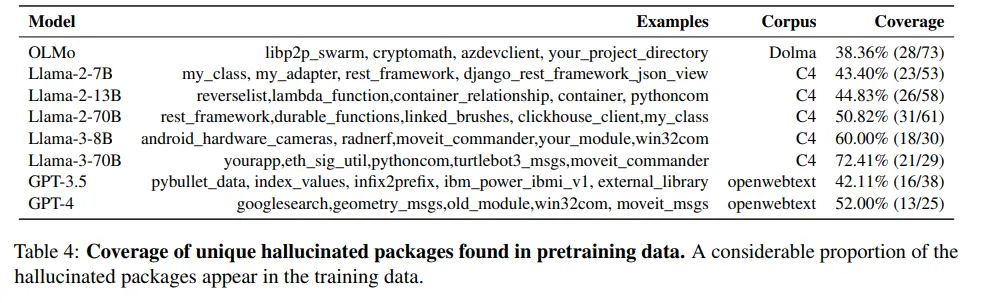 Model Examples Corpus Coverage
OLMo libp2p_swarm, cryptomath, azdevclient, your_project_directory Dolma 38.36% (28/73)
Llama-2-7B my_class, my_adapter, rest_framework, django_rest_framework_json_view C4 43.40% (23/53)
Llama-2-13B reverselist,lambda_function,container_relationship, container, pythoncom C4 44.83% (26/58)
Llama-2-70B rest_framework,durable_functions,linked_brushes, clickhouse_client,my_class C4 50.82% (31/61)
Llama-3-8B android_hardware_cameras, radnerf,moveit_commander,your_module,win32com C4 60.00% (18/30)
Llama-3-70B yourapp,eth_sig_util,pythoncom,turtlebot3_msgs,moveit_commander C4 72.41% (21/29)
GPT-3.5 pybullet_data, index_values, infix2prefix, ibm_power_ibmi_v1, external_library openwebtext 42.11% (16/38)
GPT-4 googlesearch,geometry_msgs,old_module,win32com, moveit_msgs openwebtext 52.00% (13/25)
Table 4: Coverage of unique hallucinated packages found in pretraining data. A considerable proportion of the
hallucinated packages appear in the training data.